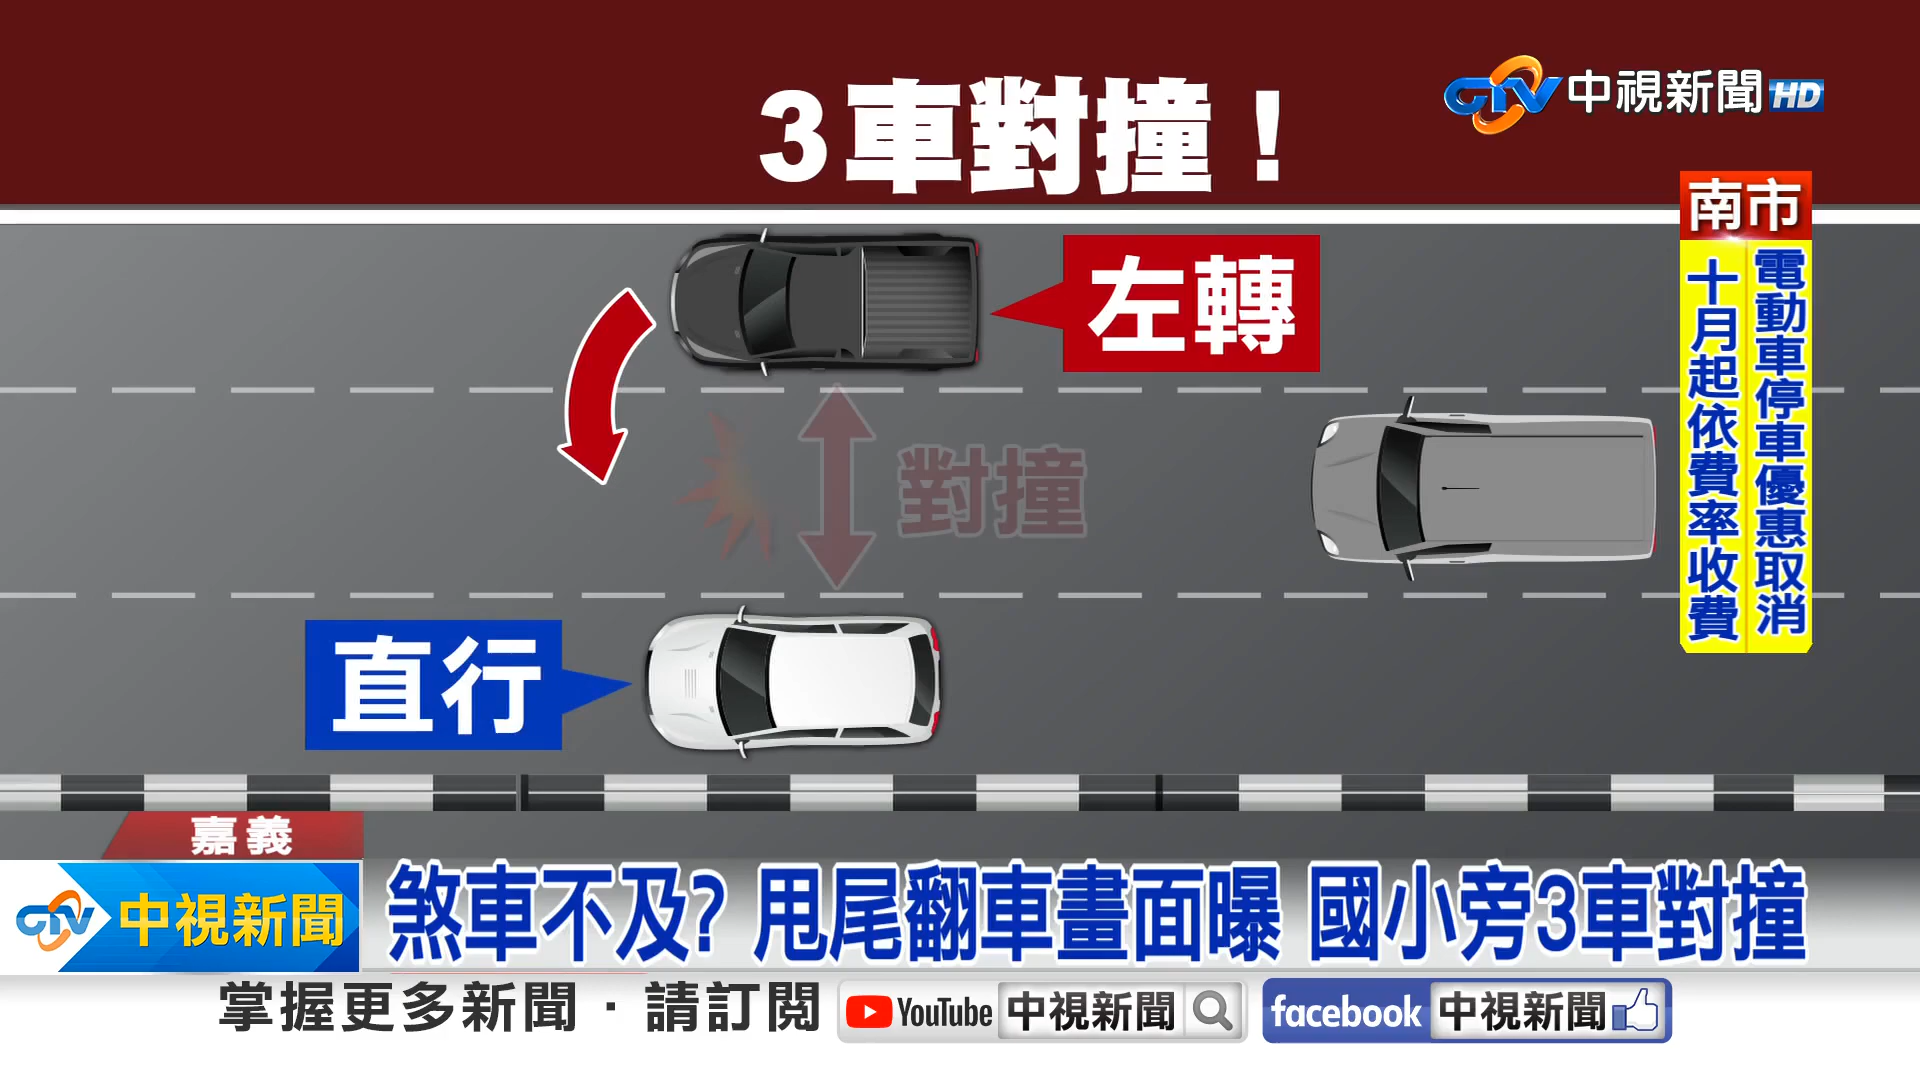 3車對撞！
CTV 中視新聞 HD
南市
電動車停車優惠取消
十月起依費率收費
左轉
對撞
直行
嘉義
CTV 中視新聞
煞車不及? 甩尾翻車畫面曝 國小旁3車對撞
掌握更多新聞・請訂閱 YouTube 中視新聞 facebook 中視新聞